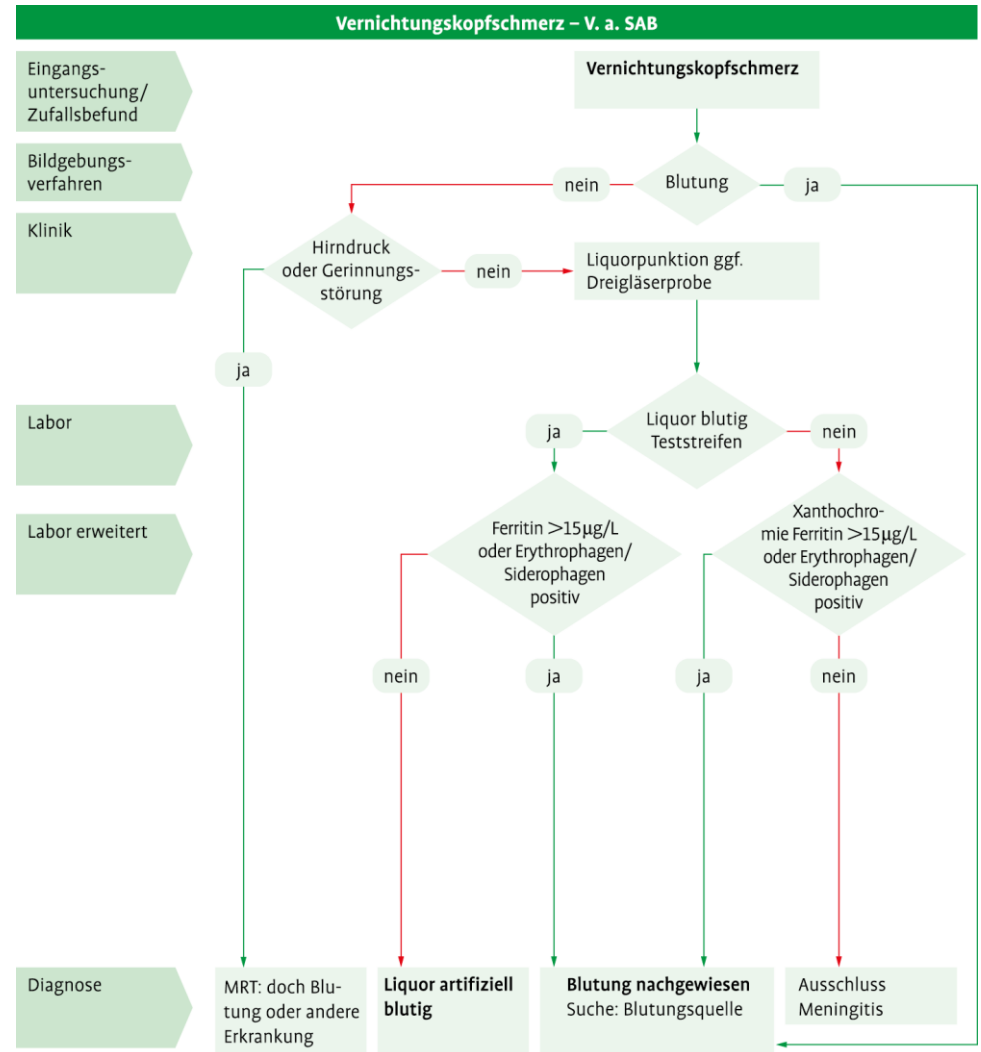 Vernichtungskopfschmerz – V. a. SAB
Eingangs-
untersuchung/
Zufallsbefund
Vernichtungskopfschmerz
Bildgebungs-
verfahren
nein
Blutung
ja
Klinik
Hirndruck
oder Gerinnungs-
störung
nein
Liquorpunktion ggf.
Dreigläserprobe
ja
Labor
ja
Liquor blutig
Teststreifen
nein
Labor erweitert
Ferritin >15µg/L
oder Erythrophagen/
Siderophagen
positiv
Xanthochro-
mie Ferritin >15µg/L
oder Erythrophagen/
Siderophagen
positiv
nein
ja
ja
nein
Diagnose
MRT: doch Blu-
tung oder andere
Erkrankung
Liquor artifiziell
blutig
Blutung nachgewiesen
Suche: Blutungsquelle
Ausschluss
Meningitis